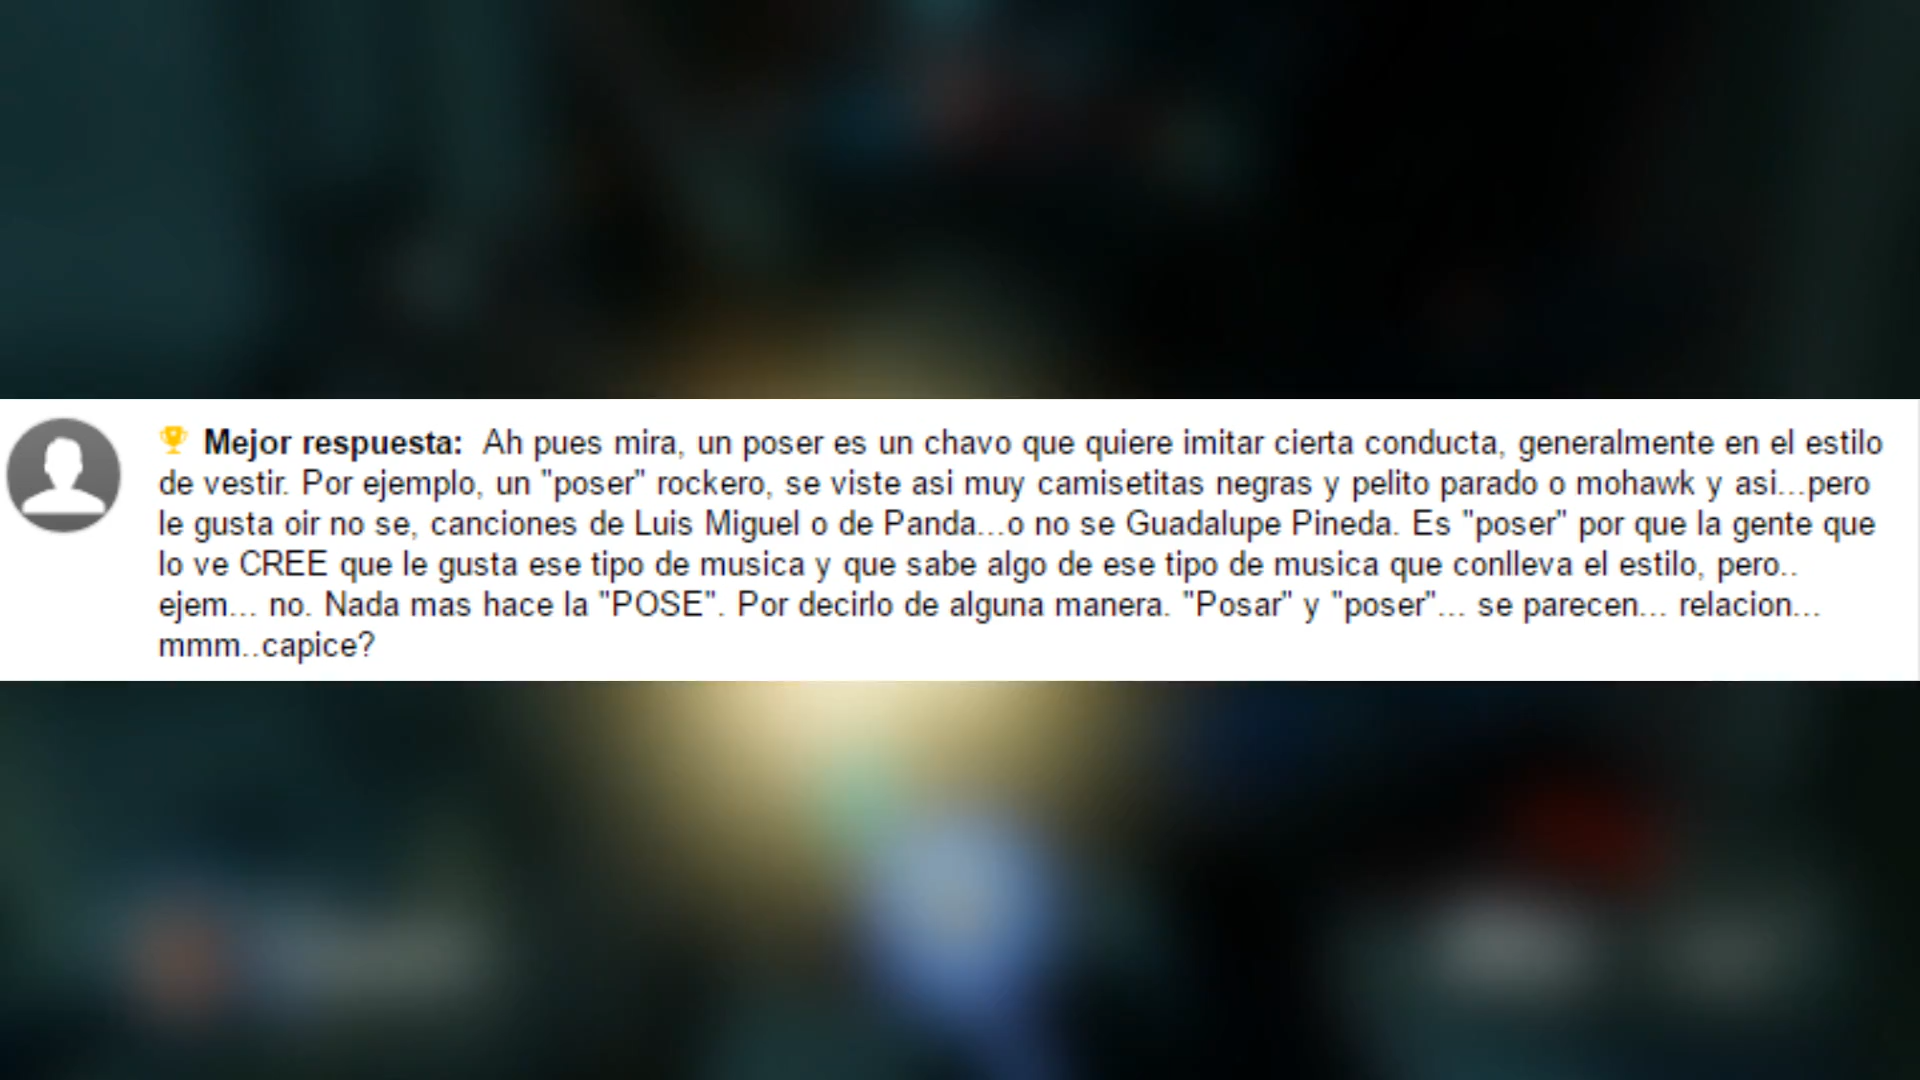 Mejor respuesta: Ah pues mira, un poser es un chavo que quiere imitar cierta conducta, generalmente en el estilo
de vestir. Por ejemplo, un "poser" rockero, se viste asi muy camisetitas negras y pelito parado o mohawk y asi...pero
le gusta oir no se, canciones de Luis Miguel o de Panda...o no se Guadalupe Pineda. Es "poser" por que la gente que
lo ve CREE que le gusta ese tipo de musica y que sabe algo de ese tipo de musica que conlleva el estilo, pero..
ejem... no. Nada mas hace la "POSE". Por decirlo de alguna manera. "Posar" y "poser"... se parecen... relacion...
mmm..capice?